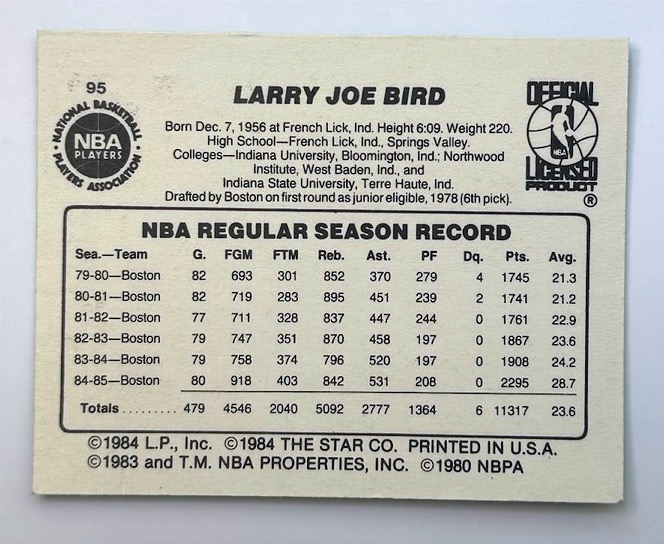 95
NATIONAL BASKETBALL
NBA
PLAYERS
PLAYERS ASSOCIATION
LARRY JOE BIRD
OFFICIAL
NBA
LICENSED
PRODUCT
®
Born Dec. 7, 1956 at French Lick, Ind. Height 6:09. Weight 220.
High School—French Lick, Ind., Springs Valley.
Colleges—Indiana University, Bloomington, Ind.; Northwood
Institute, West Baden, Ind., and
Indiana State University, Terre Haute, Ind.
Drafted by Boston on first round as junior eligible, 1978 (6th pick).
NBA REGULAR SEASON RECORD
Sea.—Team G. FGM FTM Reb. Ast. PF Dq. Pts. Avg.
79-80—Boston 82 693 301 852 370 279 4 1745 21.3
80-81—Boston 82 719 283 895 451 239 2 1741 21.2
81-82—Boston 77 711 328 837 447 244 0 1761 22.9
82-83—Boston 79 747 351 870 458 197 0 1867 23.6
83-84—Boston 79 758 374 796 520 197 0 1908 24.2
84-85—Boston 80 918 403 842 531 208 0 2295 28.7
Totals ......... 479 4546 2040 5092 2777 1364 6 11317 23.6
©1984 L.P., Inc. ©1984 THE STAR CO. PRINTED IN U.S.A.
©1983 and T.M. NBA PROPERTIES, INC. ©1980 NBPA